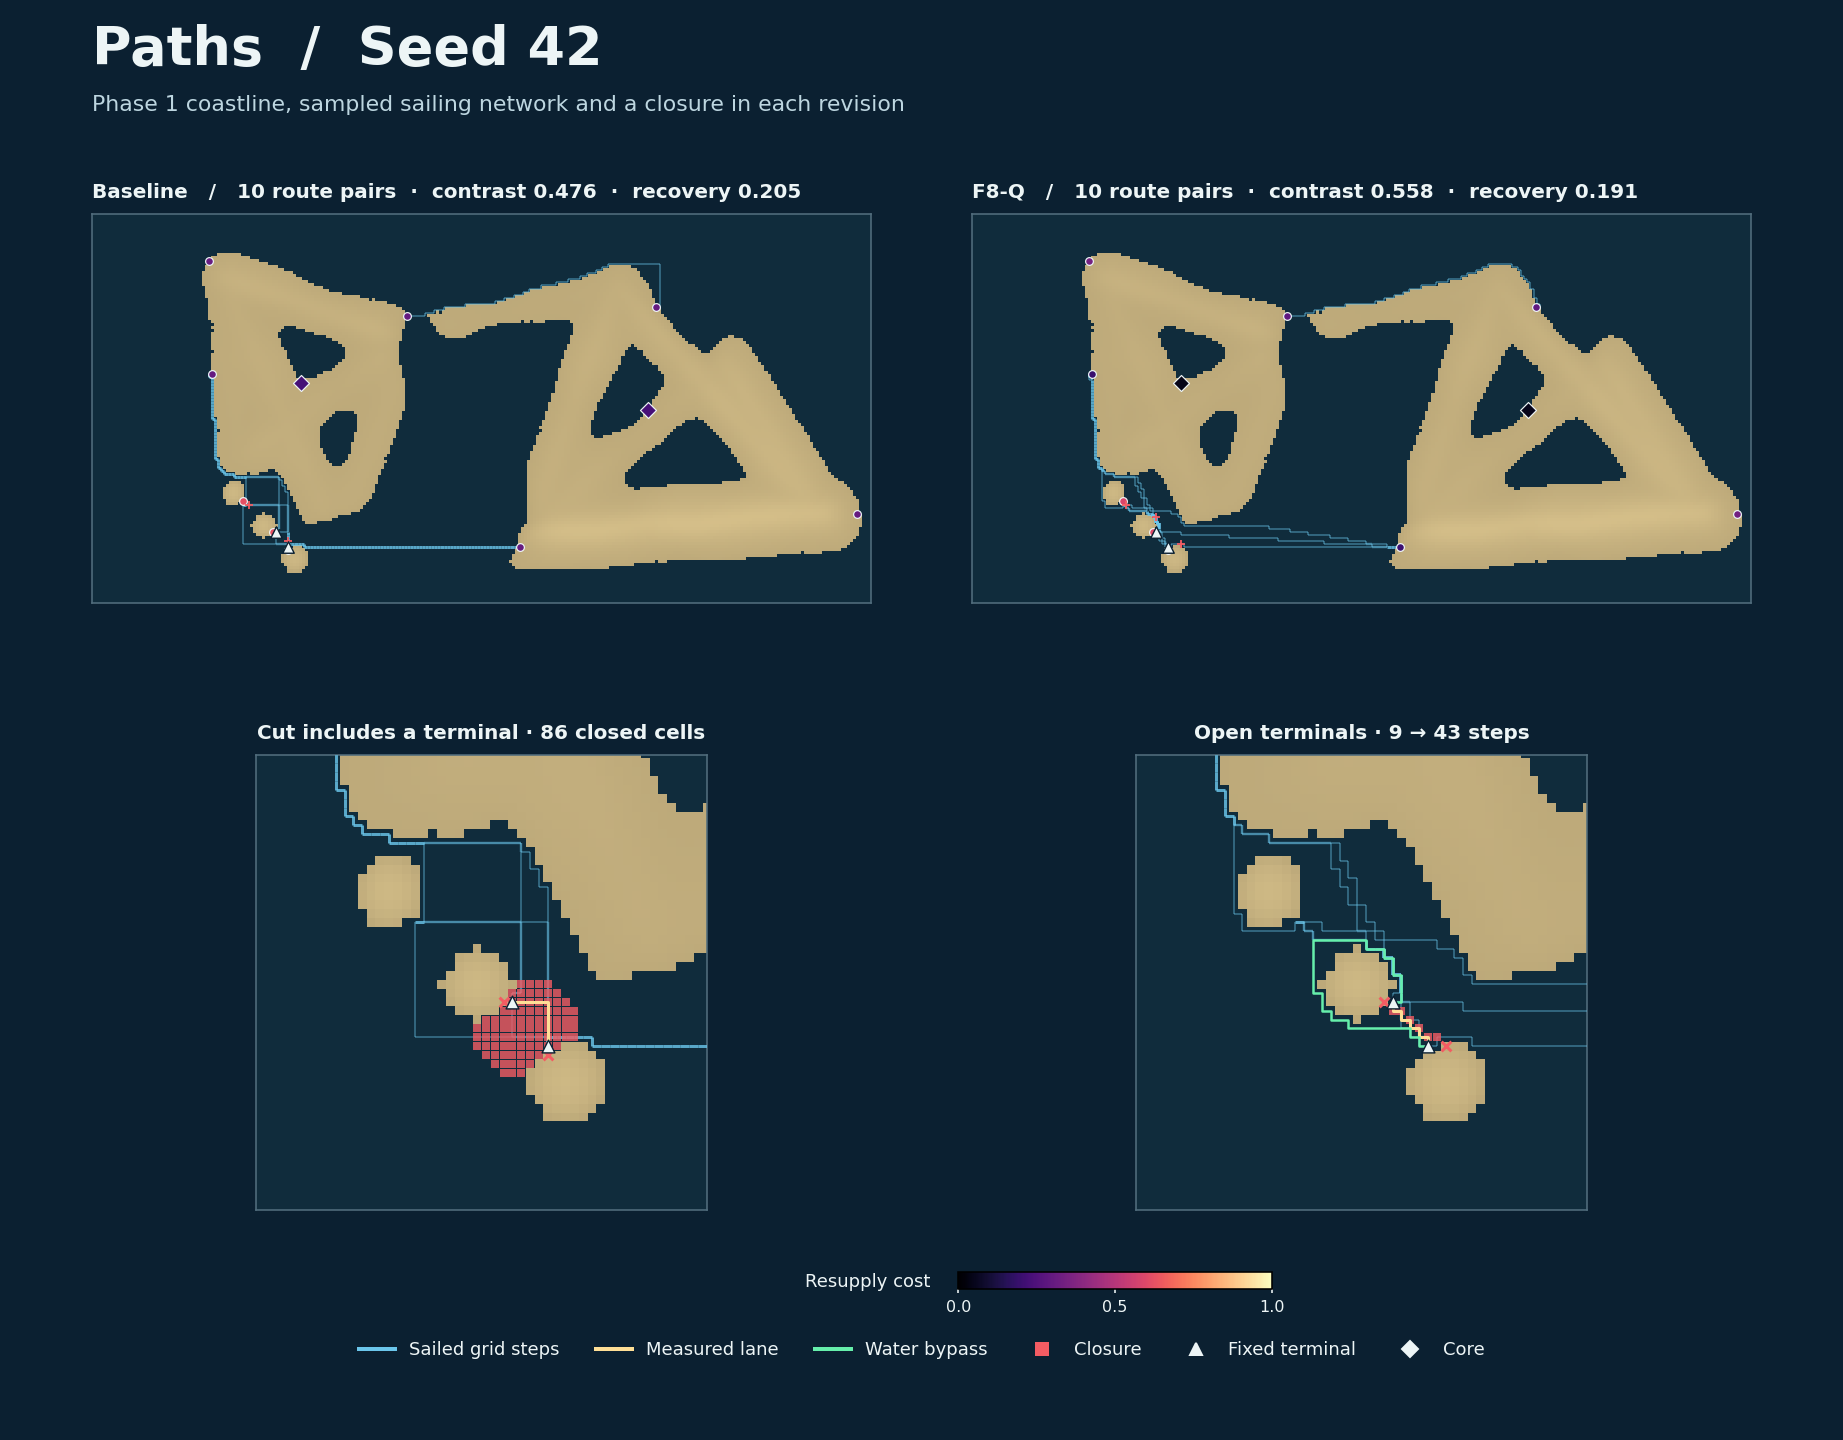 Paths / Seed 42
Phase 1 coastline, sampled sailing network and a closure in each revision
Baseline / 10 route pairs · contrast 0.476 · recovery 0.205
F8-Q / 10 route pairs · contrast 0.558 · recovery 0.191
Cut includes a terminal · 86 closed cells
Open terminals · 9 → 43 steps
Resupply cost
0.0 0.5 1.0
Sailed grid steps Measured lane Water bypass Closure Fixed terminal Core